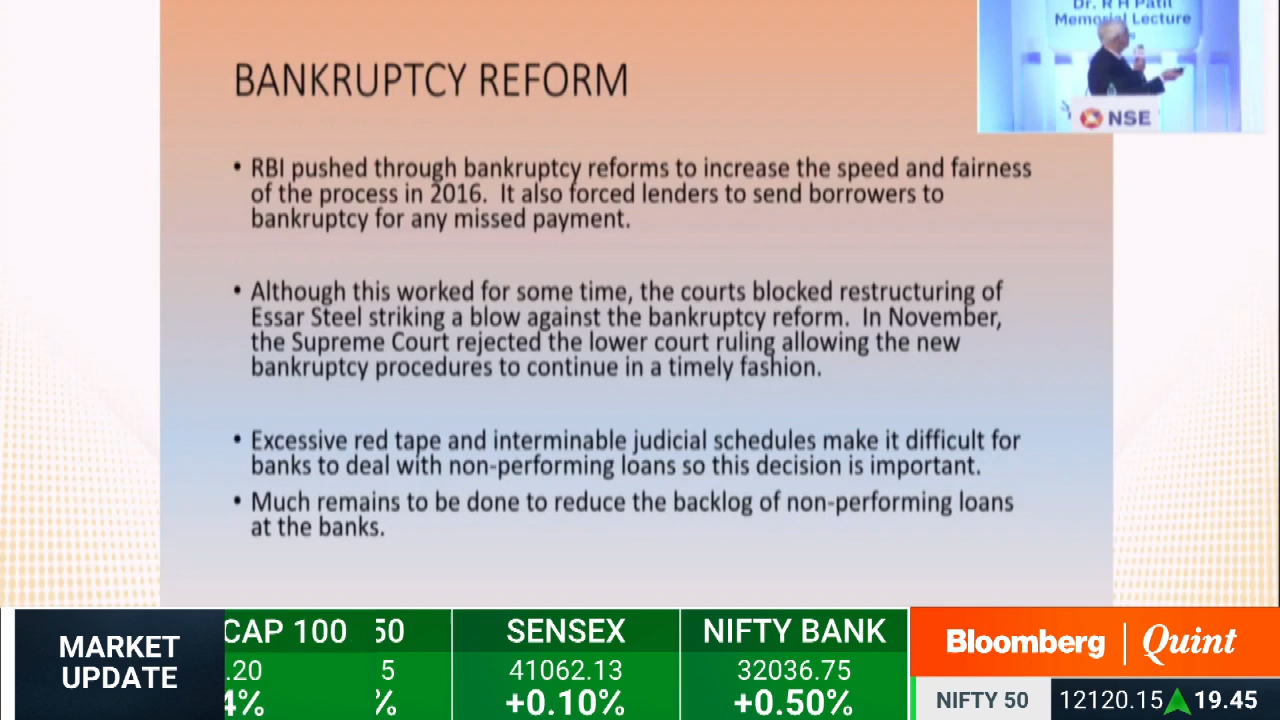 BANKRUPTCY REFORM
• RBI pushed through bankruptcy reforms to increase the speed and fairness
of the process in 2016. It also forced lenders to send borrowers to
bankruptcy for any missed payment.
• Although this worked for some time, the courts blocked restructuring of
Essar Steel striking a blow against the bankruptcy reform. In November,
the Supreme Court rejected the lower court ruling allowing the new
bankruptcy procedures to continue in a timely fashion.
• Excessive red tape and interminable judicial schedules make it difficult for
banks to deal with non-performing loans so this decision is important.
• Much remains to be done to reduce the backlog of non-performing loans
at the banks.
Dr. R H Patil
Memorial Lecture
NSE
MARKET
UPDATE
CAP 100
.20
4%
50
5
%
SENSEX
41062.13
+0.10%
NIFTY BANK
32036.75
+0.50%
Bloomberg | Quint
NIFTY 50 12120.15 ▲ 19.45